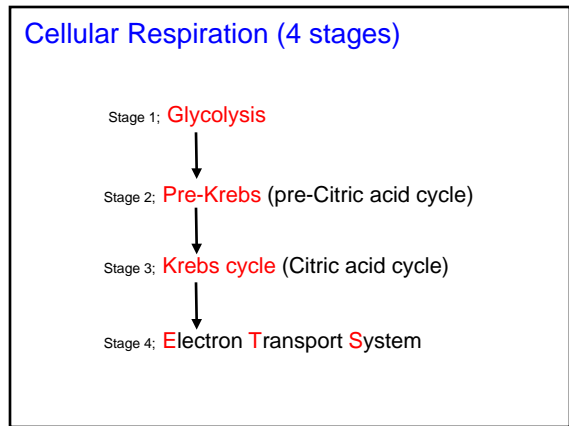 Cellular Respiration (4 stages)
Stage 1; Glycolysis
Stage 2; Pre-Krebs (pre-Citric acid cycle)
Stage 3; Krebs cycle (Citric acid cycle)
Stage 4; Electron Transport System